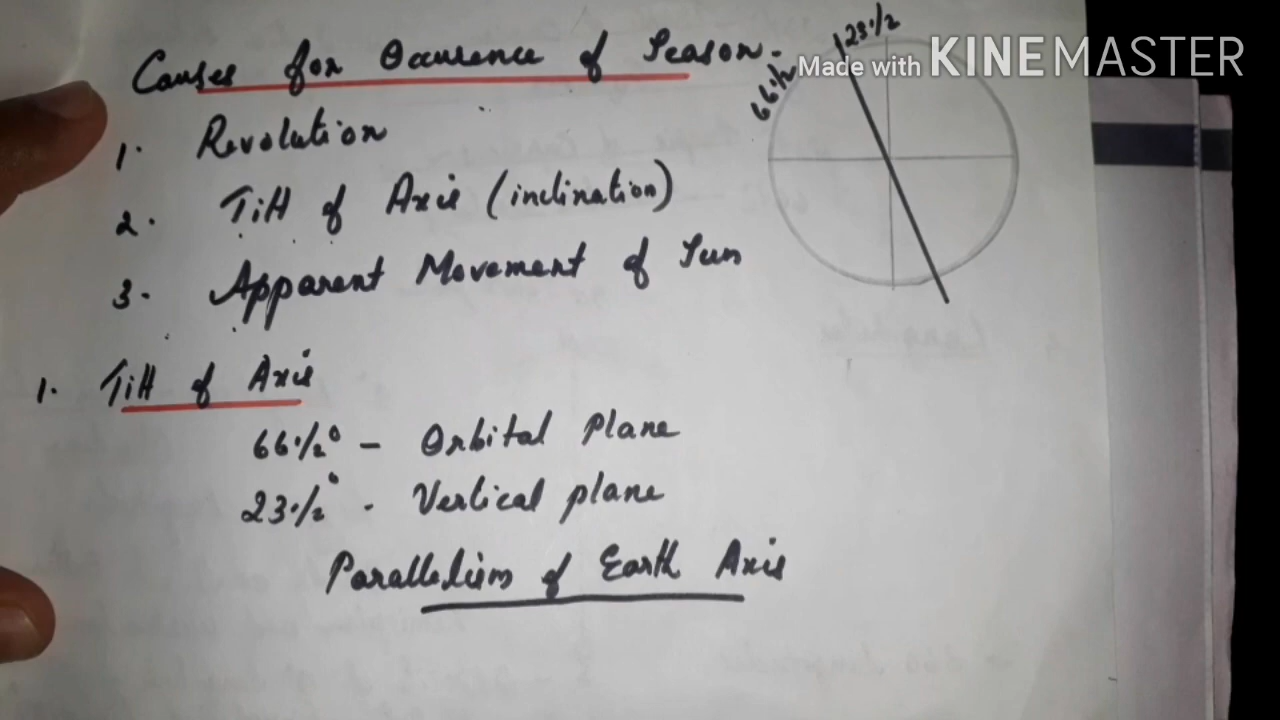 Causes for Occurence of Season.
1. Revolution
2. Tilt of Axis (inclination)
3. Apparent Movement of Sun
23½
66½
Made with KINEMASTER
1. Tilt of Axis
66½° - Orbital Plane
23½° - Vertical plane
Parallelism of Earth Axis